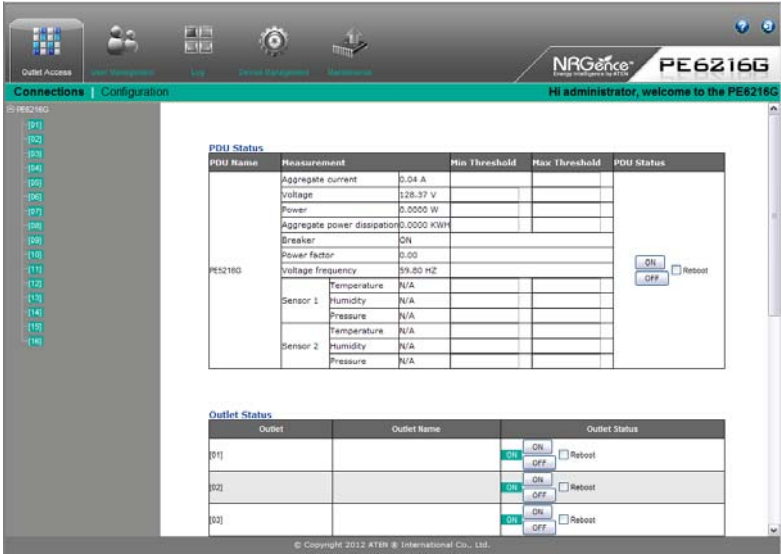 Outlet Access User Management Log Device Management Maintenance
NRGence™ PE6216G
Energy Intelligence by ATEN
Connections | Configuration Hi administrator, welcome to the PE6216G
PE6216G
[01]
[02]
[03]
[04]
[05]
[06]
[07]
[08]
[09]
[10]
[11]
[12]
[13]
[14]
[15]
[16]
PDU Status
PDU Name Measurement Min Threshold Max Threshold PDU Status
Aggregate current 0.04 A
Voltage 128.37 V
Power 0.0000 W
Aggregate power dissipation 0.0000 KWH
Breaker ON
Power factor 0.00
PE5216G Voltage frequency 59.80 HZ ON OFF Reboot
Sensor 1 Temperature N/A
Humidity N/A
Pressure N/A
Sensor 2 Temperature N/A
Humidity N/A
Pressure N/A
Outlet Status
Outlet Outlet Name Outlet Status
[01] ON ON OFF Reboot
[02] ON ON OFF Reboot
[03] ON ON OFF Reboot
© Copyright 2012 ATEN ® International Co., Ltd.